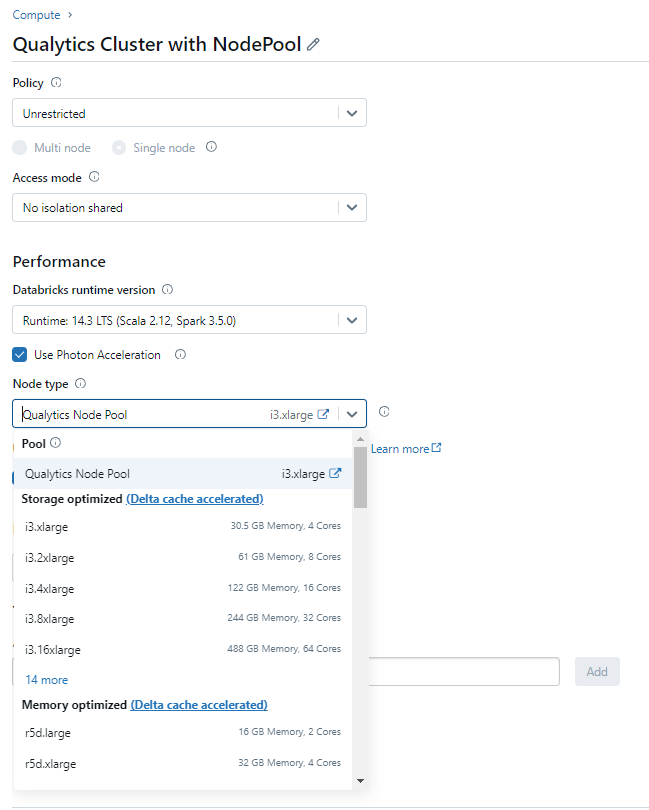 Compute ›
Qualytics Cluster with NodePool
Policy
Unrestricted
Multi node Single node
Access mode
No isolation shared
Performance
Databricks runtime version
Runtime: 14.3 LTS (Scala 2.12, Spark 3.5.0)
Use Photon Acceleration
Node type
Qualytics Node Pool i3.xlarge
Pool
Learn more
Qualytics Node Pool i3.xlarge
Storage optimized (Delta cache accelerated)
i3.xlarge 30.5 GB Memory, 4 Cores
i3.2xlarge 61 GB Memory, 8 Cores
i3.4xlarge 122 GB Memory, 16 Cores
i3.8xlarge 244 GB Memory, 32 Cores
i3.16xlarge 488 GB Memory, 64 Cores
Add
14 more
Memory optimized (Delta cache accelerated)
r5d.large 16 GB Memory, 2 Cores
r5d.xlarge 32 GB Memory, 4 Cores